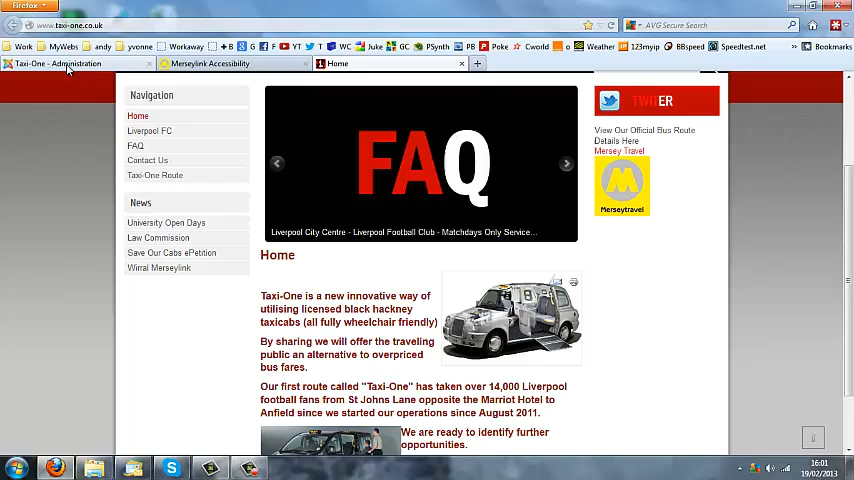 Firefox
www.taxi-one.co.uk
AVG Secure Search
Work
MyWebs
andy
yvonne
Workaway
+ B
G
F
YT
T
WC
Juke
GC
PSynth
PB
Poke
Cworld
o
Weather
123myip
BBspeed
Speedtest.net
Bookmarks
Taxi-One - Administration
Merseylink Accessibility
Home
Navigation
Home
Liverpool FC
FAQ
Contact Us
Taxi-One Route
News
University Open Days
Law Commission
Save Our Cabs ePetition
Wirral Merseylink
FAQ
Liverpool City Centre - Liverpool Football Club - Matchdays Only Service...
Home
Taxi-One is a new innovative way of
utilising licensed black hackney
taxicabs (all fully wheelchair friendly)
By sharing we will offer the traveling
public an alternative to overpriced
bus fares.
Our first route called "Taxi-One" has taken over 14,000 Liverpool
football fans from St Johns Lane opposite the Marriot Hotel to
Anfield since we started our operations since August 2011.
We are ready to identify further
opportunities.
TWITER
View Our Official Bus Route
Details Here
Mersey Travel
Merseytravel
16:01
19/02/2013